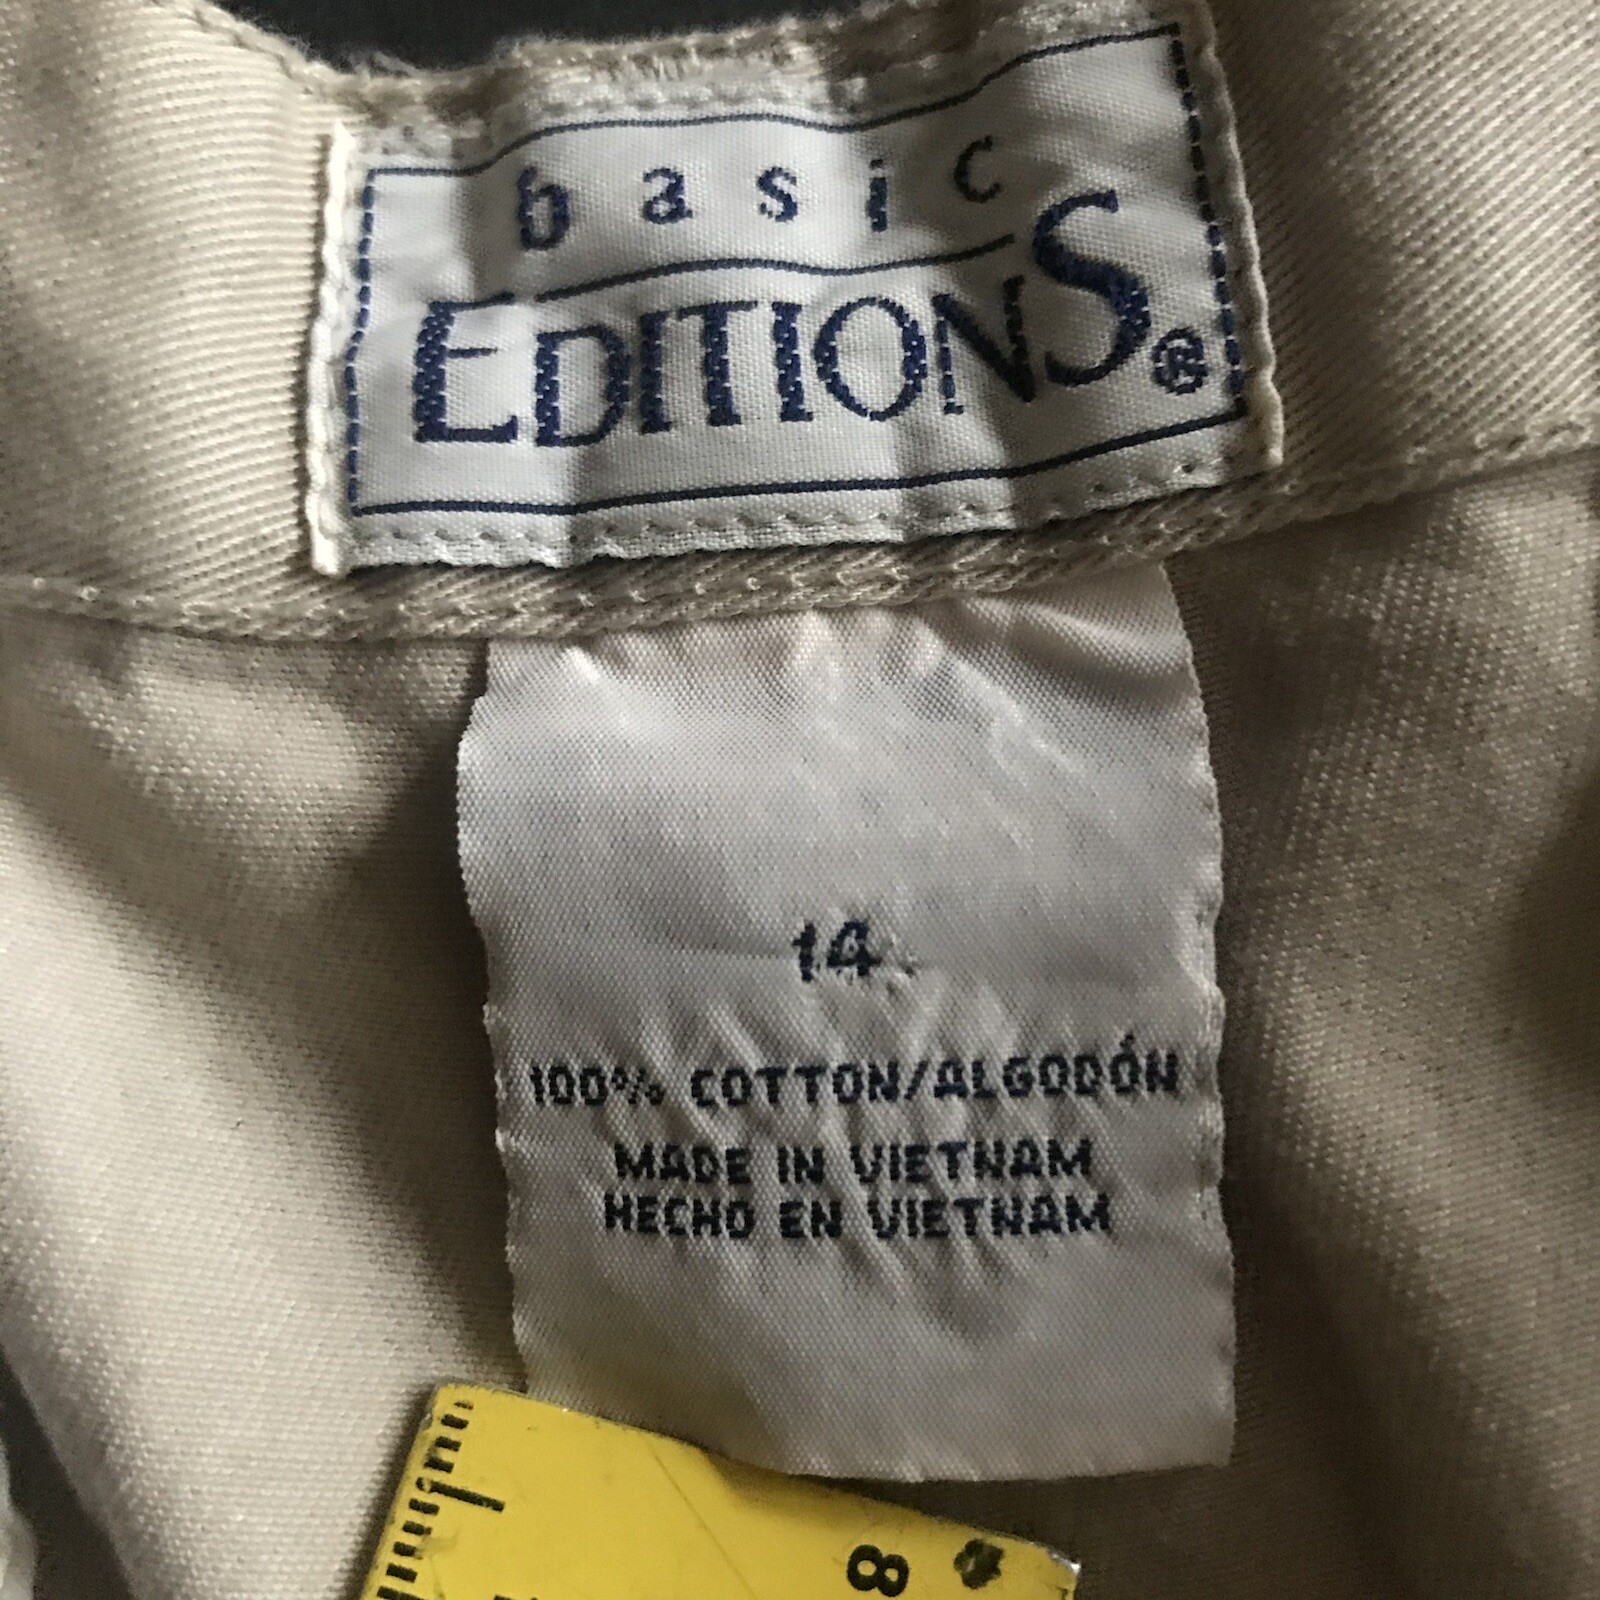 basic
EDITIONS®
14
100% COTTON/ALGODÓN
MADE IN VIETNAM
HECHO EN VIETNAM
8